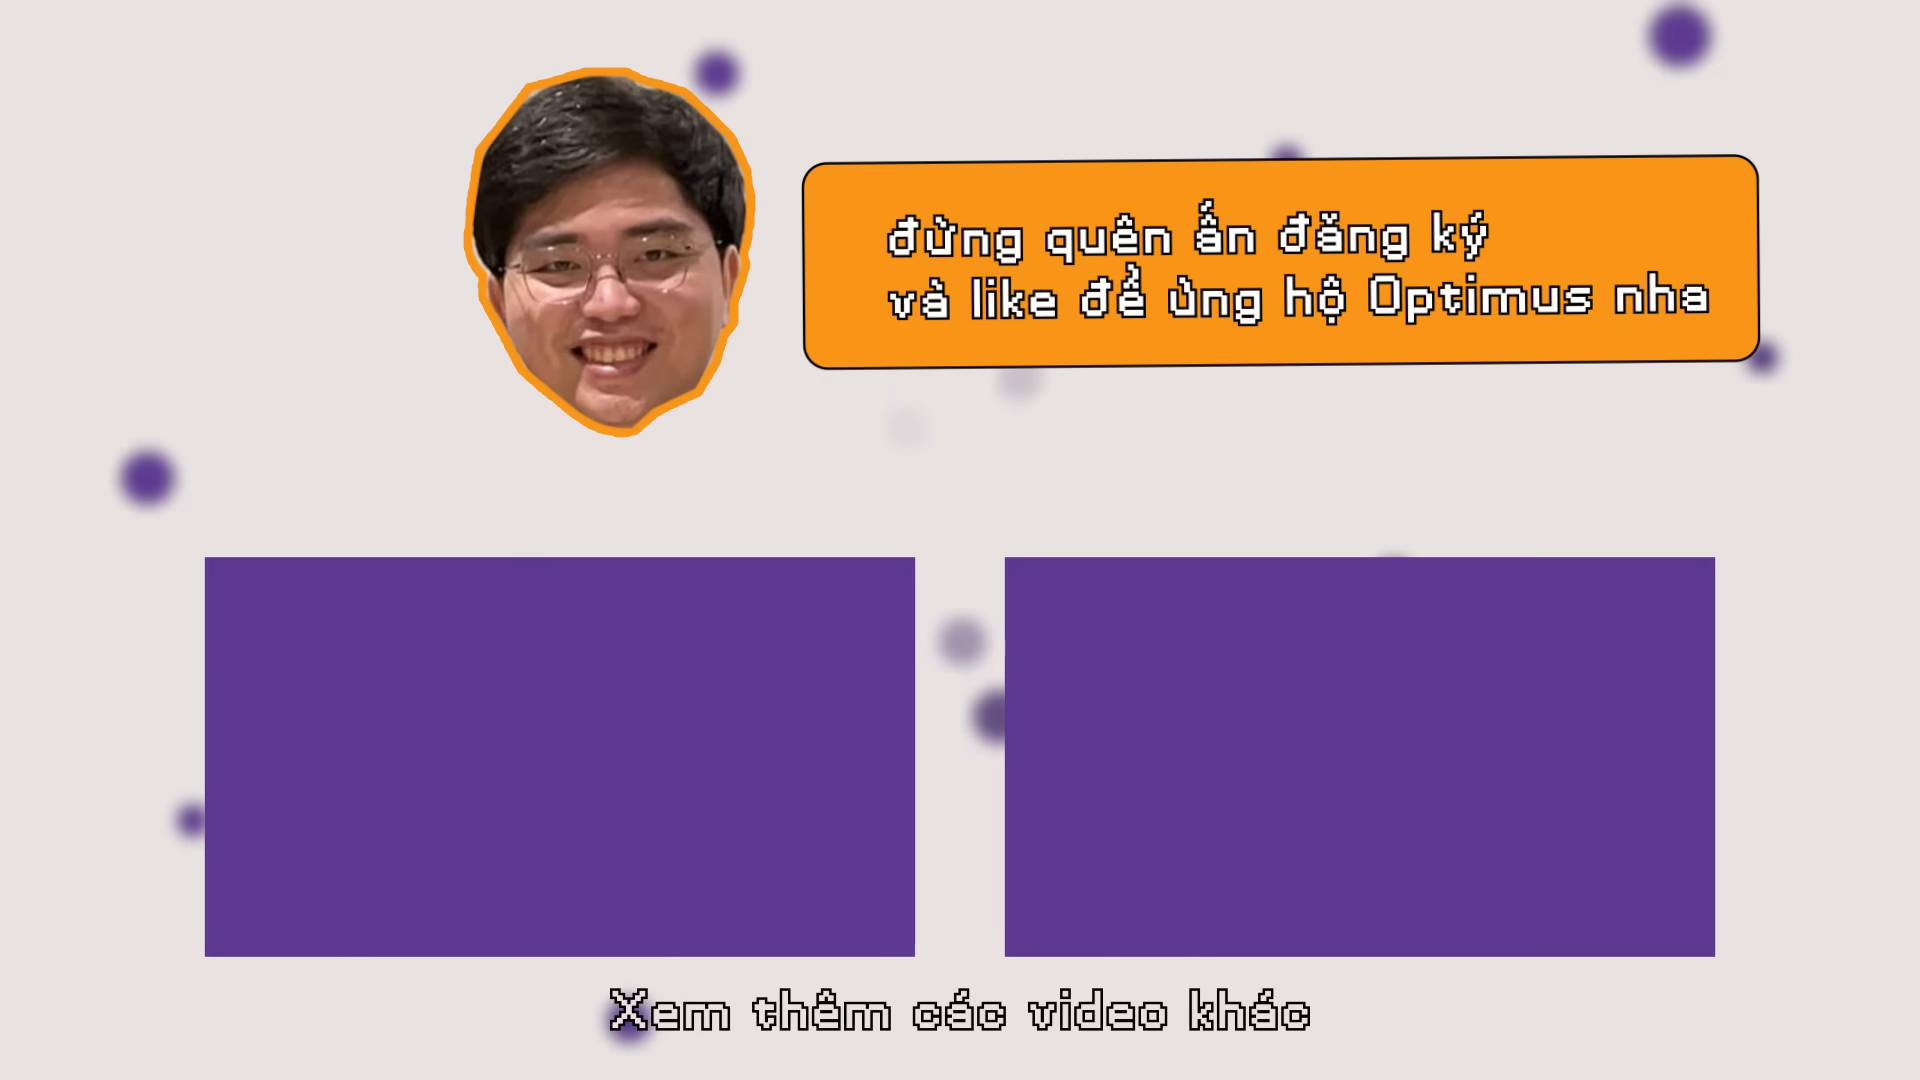 đừng quên ấn đăng ký
và like để ủng hộ Optimus nha
Xem thêm các video khác